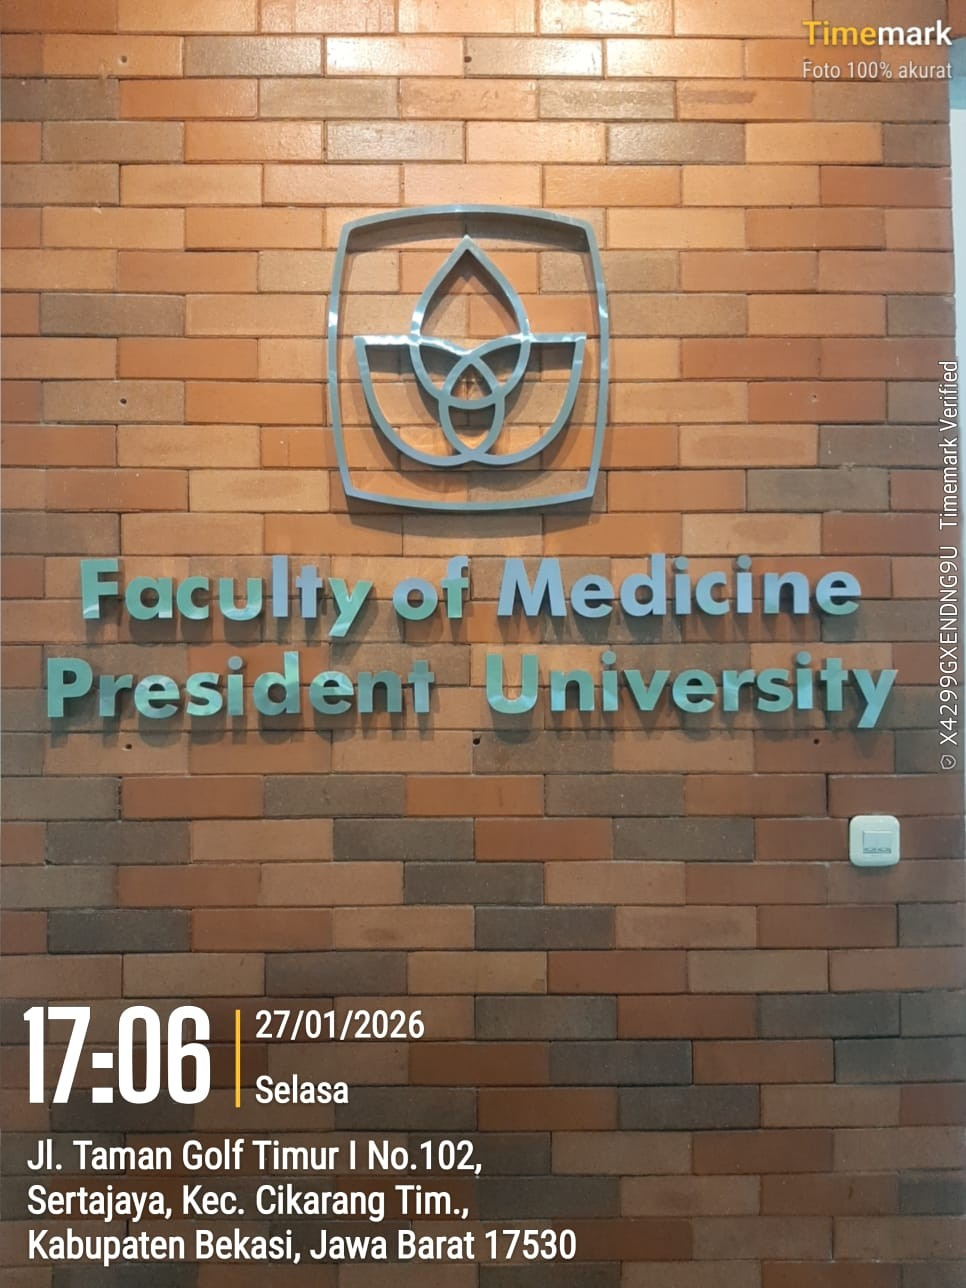 Timemark
Foto 100% akurat
Faculty of Medicine
President University
X4299GXENDNG9U Timemark Verified
17:06
27/01/2026
Selasa
Jl. Taman Golf Timur I No.102,
Sertajaya, Kec. Cikarang Tim.,
Kabupaten Bekasi, Jawa Barat 17530